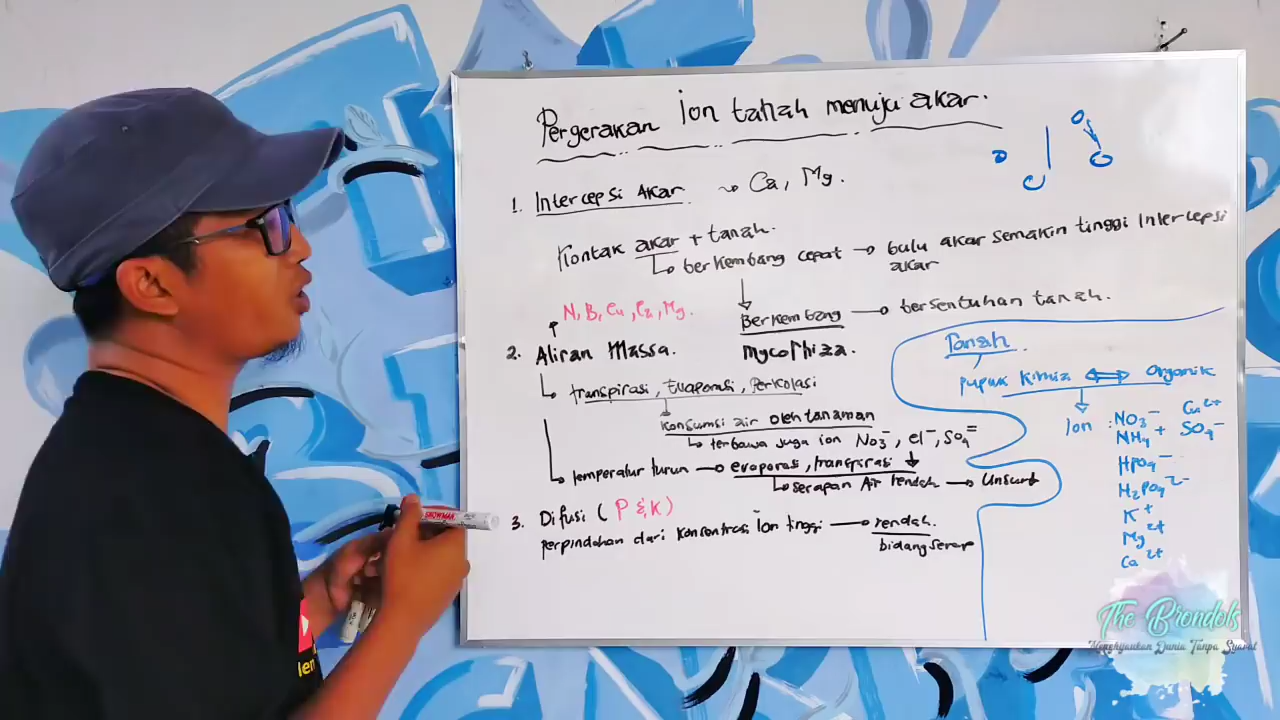 Pergerakan ion tanah menuju akar.
1. Intercepsi Akar ~> Ca, Mg.
Kontak akar + tanah.
↳ berkembang cepat → bulu akar semakin tinggi Intercepsi
akar
Berkembang → bersentuhan tanah.
Mycorhiza.
N, B, Cu, Ca, Mg.
2. Aliran Massa.
↳ transpirasi, Evaporasi, Perkolasi
Konsumsi air oleh tanaman
↳ terbawa juga ion NO3⁻, Cl⁻, SO4⁼
↳ temperatur turun → evaporasi, transpirasi ↓
↳ serapan Air rendah → Unsur ↓
3. Difusi ( P & K )
perpindahan dari konsentrasi Ion tinggi → rendah.
bidang serap
Tanah
pupuk Kimia ⟺ Organik
Ion : NO3⁻ Cu²⁺
NH4⁺ SO4⁻
HPO4⁻
H2PO4²⁻
K⁺
Mg²⁺
Ca²⁺
SNOWMAN
The Brondols
Menghijaukan Dunia Tanpa Syarat